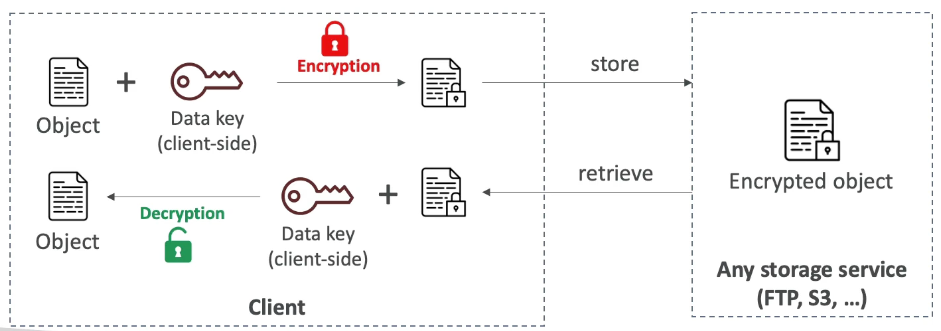 Encryption
Object
+
Data key
(client-side)
store
Encrypted object
retrieve
Object
Decryption
Data key
(client-side)
+
Client
Any storage service
(FTP, S3, …)